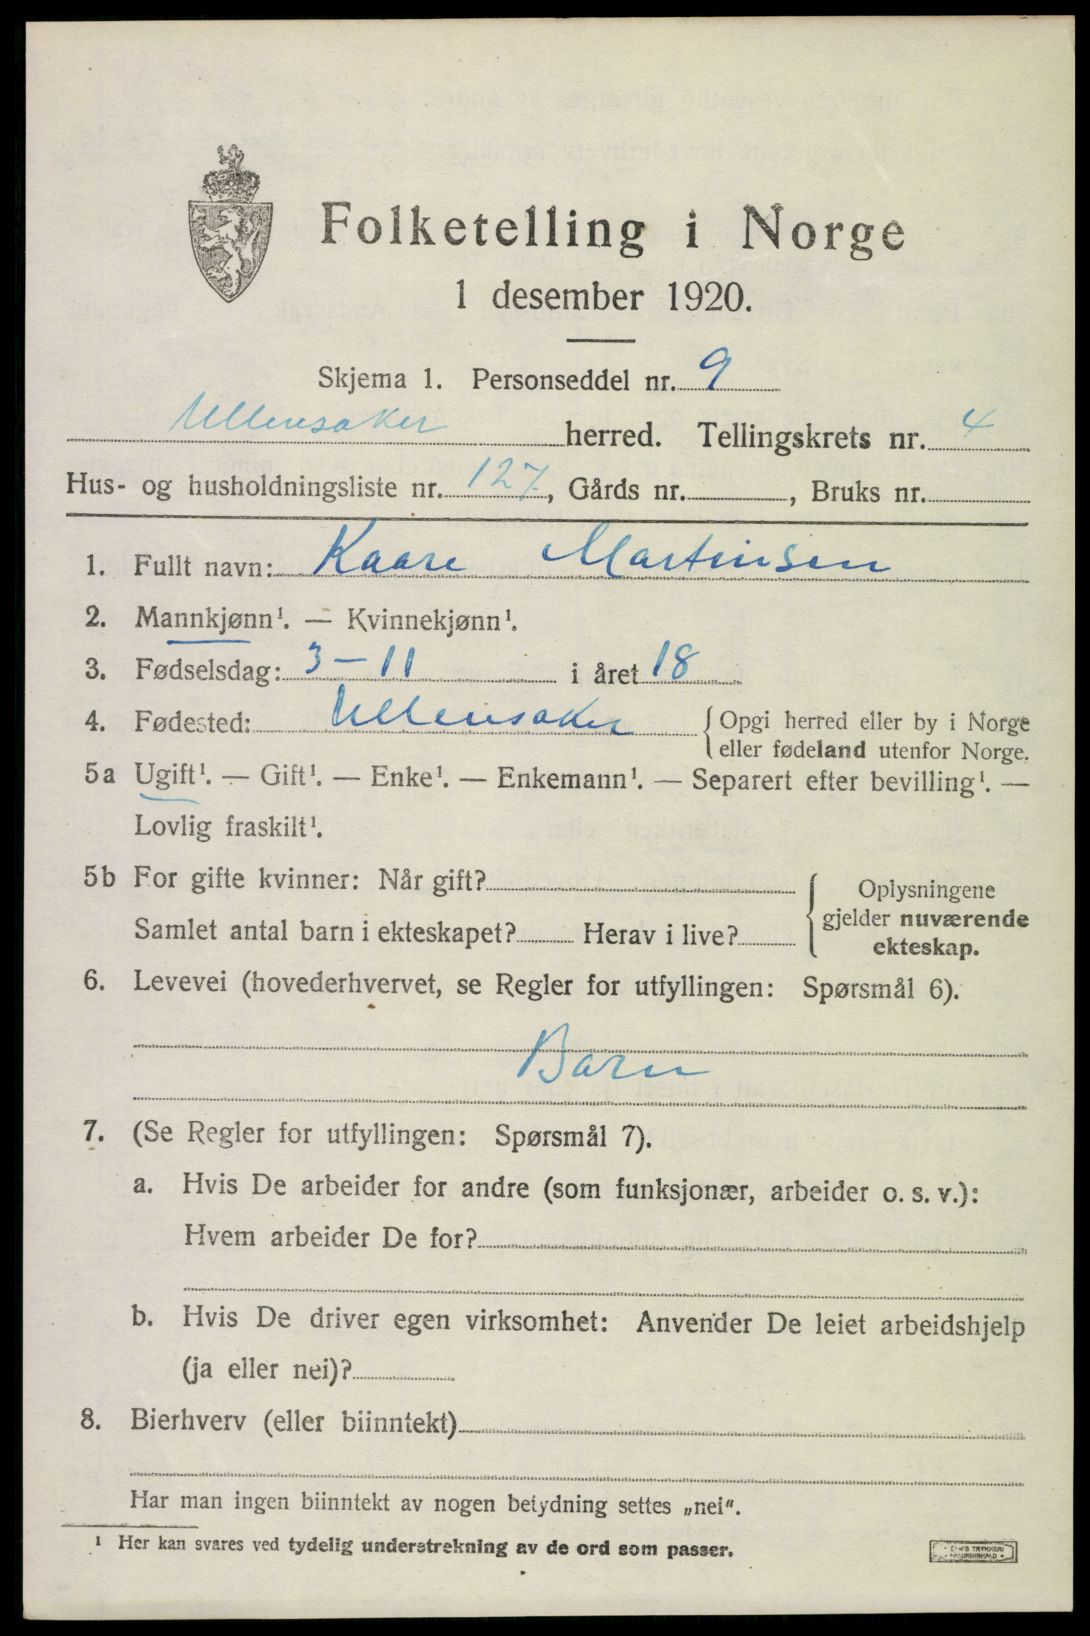 Folketelling i Norge
1 desember 1920.
Skjema 1. Personseddel nr. 9
Ullensaker herred. Tellingskrets nr. 4
Hus- og husholdningsliste nr. 127, Gårds nr. , Bruks nr.
1. Fullt navn: Kaare Martinsen
2. Mannkjønn¹. — Kvinnekjønn¹.
3. Fødselsdag: 3-11 i året 18
4. Fødested: Ullensaker { Opgi herred eller by i Norge
eller fødeland utenfor Norge.
5a Ugift¹. — Gift¹. — Enke¹. — Enkemann¹. — Separert efter bevilling¹. —
Lovlig fraskilt¹.
5b For gifte kvinner: Når gift?
Samlet antal barn i ekteskapet? Herav i live?
{ Oplysningene
gjelder nuværende
ekteskap.
6. Levevei (hovederhvervet, se Regler for utfyllingen: Spørsmål 6).
Barn
7. (Se Regler for utfyllingen: Spørsmål 7).
a. Hvis De arbeider for andre (som funksjonær, arbeider o. s. v.):
Hvem arbeider De for?
b. Hvis De driver egen virksomhet: Anvender De leiet arbeidshjelp
(ja eller nei)?
8. Bierhverv (eller biinntekt)
Har man ingen biinntekt av nogen betydning settes „nei".
¹ Her kan svares ved tydelig understrekning av de ord som passer.